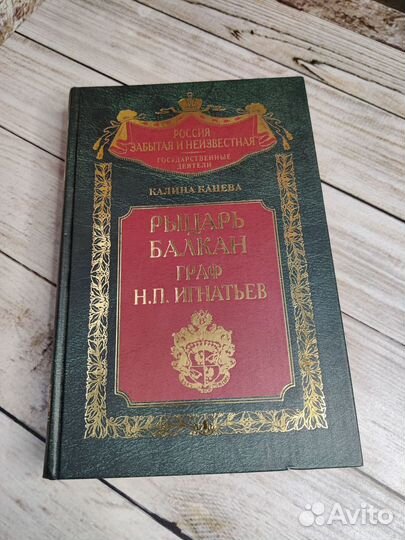 РОССИЯ
ЗАБЫТАЯ И НЕИЗВЕСТНАЯ
ГОСУДАРСТВЕННЫЕ
ДЕЯТЕЛИ
КАЛИНА КАНЕВА
РЫЦАРЬ
БАЛКАН
ГРАФ
Н.П. ИГНАТЬЕВ
Avito